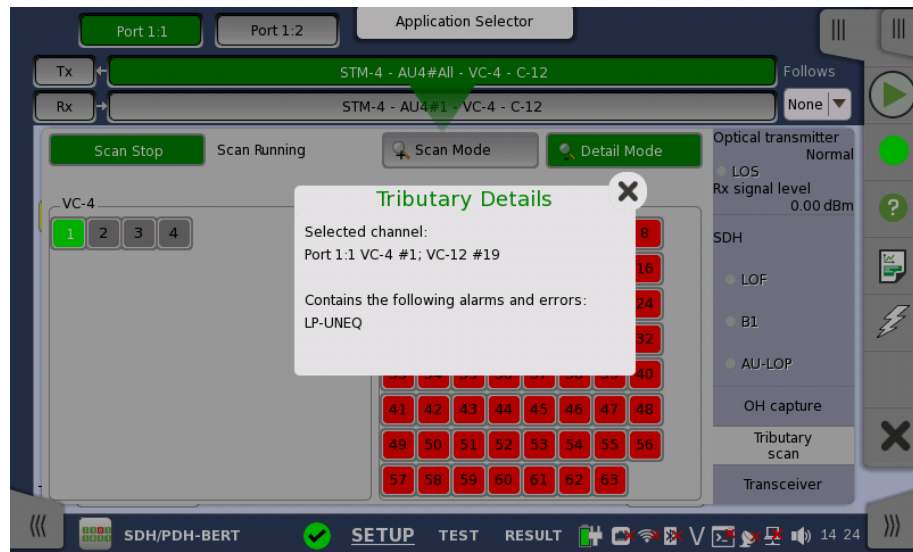 Port 1:1
Port 1:2
Application Selector
Tx
STM-4 - AU4#All - VC-4 - C-12
Follows
Rx
STM-4 - AU4#1 - VC-4 - C-12
None
Scan Stop
Scan Running
Scan Mode
Detail Mode
Optical transmitter
Normal
LOS
Rx signal level
0.00 dBm
VC-4
1 2 3 4
Tributary Details
Selected channel:
Port 1:1 VC-4 #1; VC-12 #19
Contains the following alarms and errors:
LP-UNEQ
8
16
24
32
40
41 42 43 44 45 46 47 48
49 50 51 52 53 54 55 56
57 58 59 60 61 62 63
SDH
LOF
B1
AU-LOP
OH capture
Tributary
scan
Transceiver
SDH/PDH-BERT
SETUP TEST RESULT
14 24